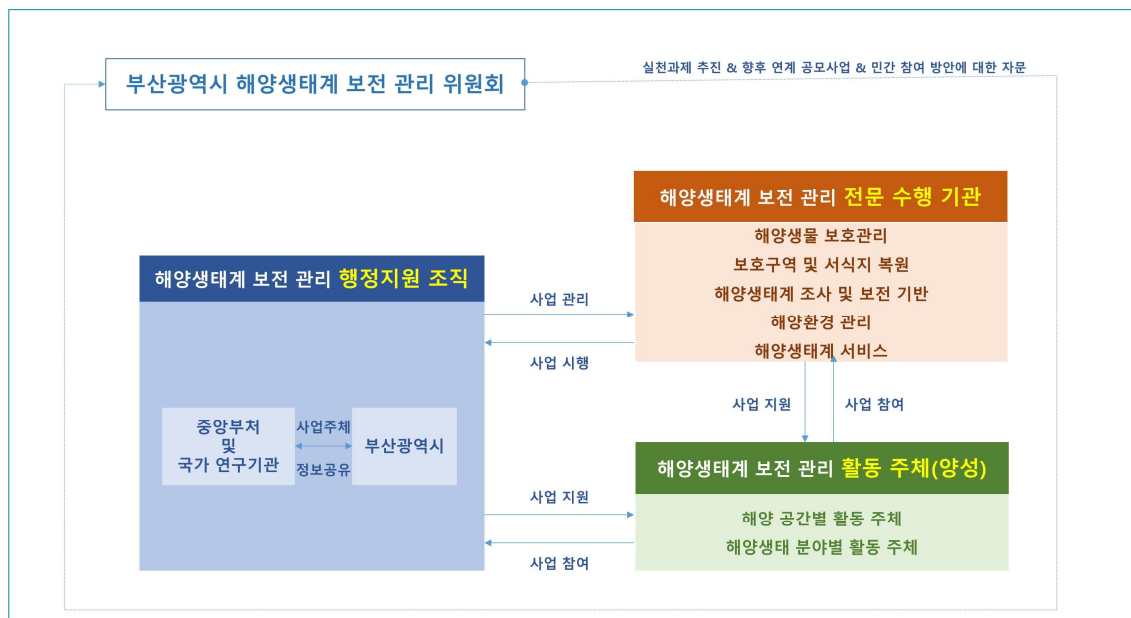 부산광역시 해양생태계 보전 관리 위원회
실천과제 추진 & 향후 연계 공모사업 & 민간 참여 방안에 대한 자문
해양생태계 보전 관리 전문 수행 기관
해양생물 보호관리
보호구역 및 서식지 복원
해양생태계 조사 및 보전 기반
해양환경 관리
해양생태계 서비스
해양생태계 보전 관리 행정지원 조직
사업 관리
사업 시행
중앙부처
및
국가 연구기관
사업주체
정보공유
부산광역시
사업 지원
사업 참여
해양생태계 보전 관리 활동 주체(양성)
해양 공간별 활동 주체
해양생태 분야별 활동 주체
사업 지원
사업 참여